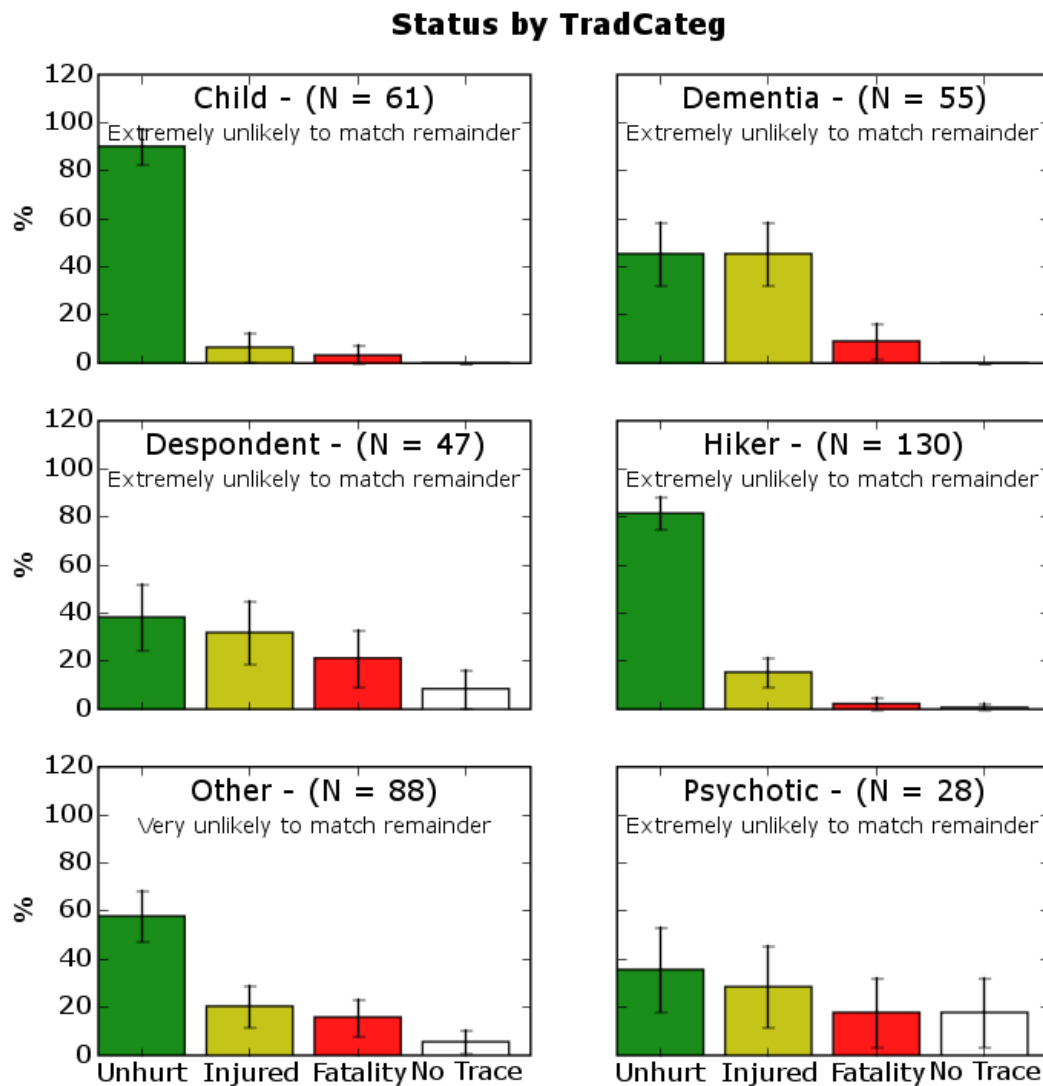 Status by TradCateg
120
100
80
60
40
20
0
%
Child - (N = 61)
Extremely unlikely to match remainder
Dementia - (N = 55)
Extremely unlikely to match remainder
120
100
80
60
40
20
0
%
Despondent - (N = 47)
Extremely unlikely to match remainder
Hiker - (N = 130)
Extremely unlikely to match remainder
120
100
80
60
40
20
0
%
Other - (N = 88)
Very unlikely to match remainder
Psychotic - (N = 28)
Extremely unlikely to match remainder
Unhurt Injured Fatality No Trace
Unhurt Injured Fatality No Trace